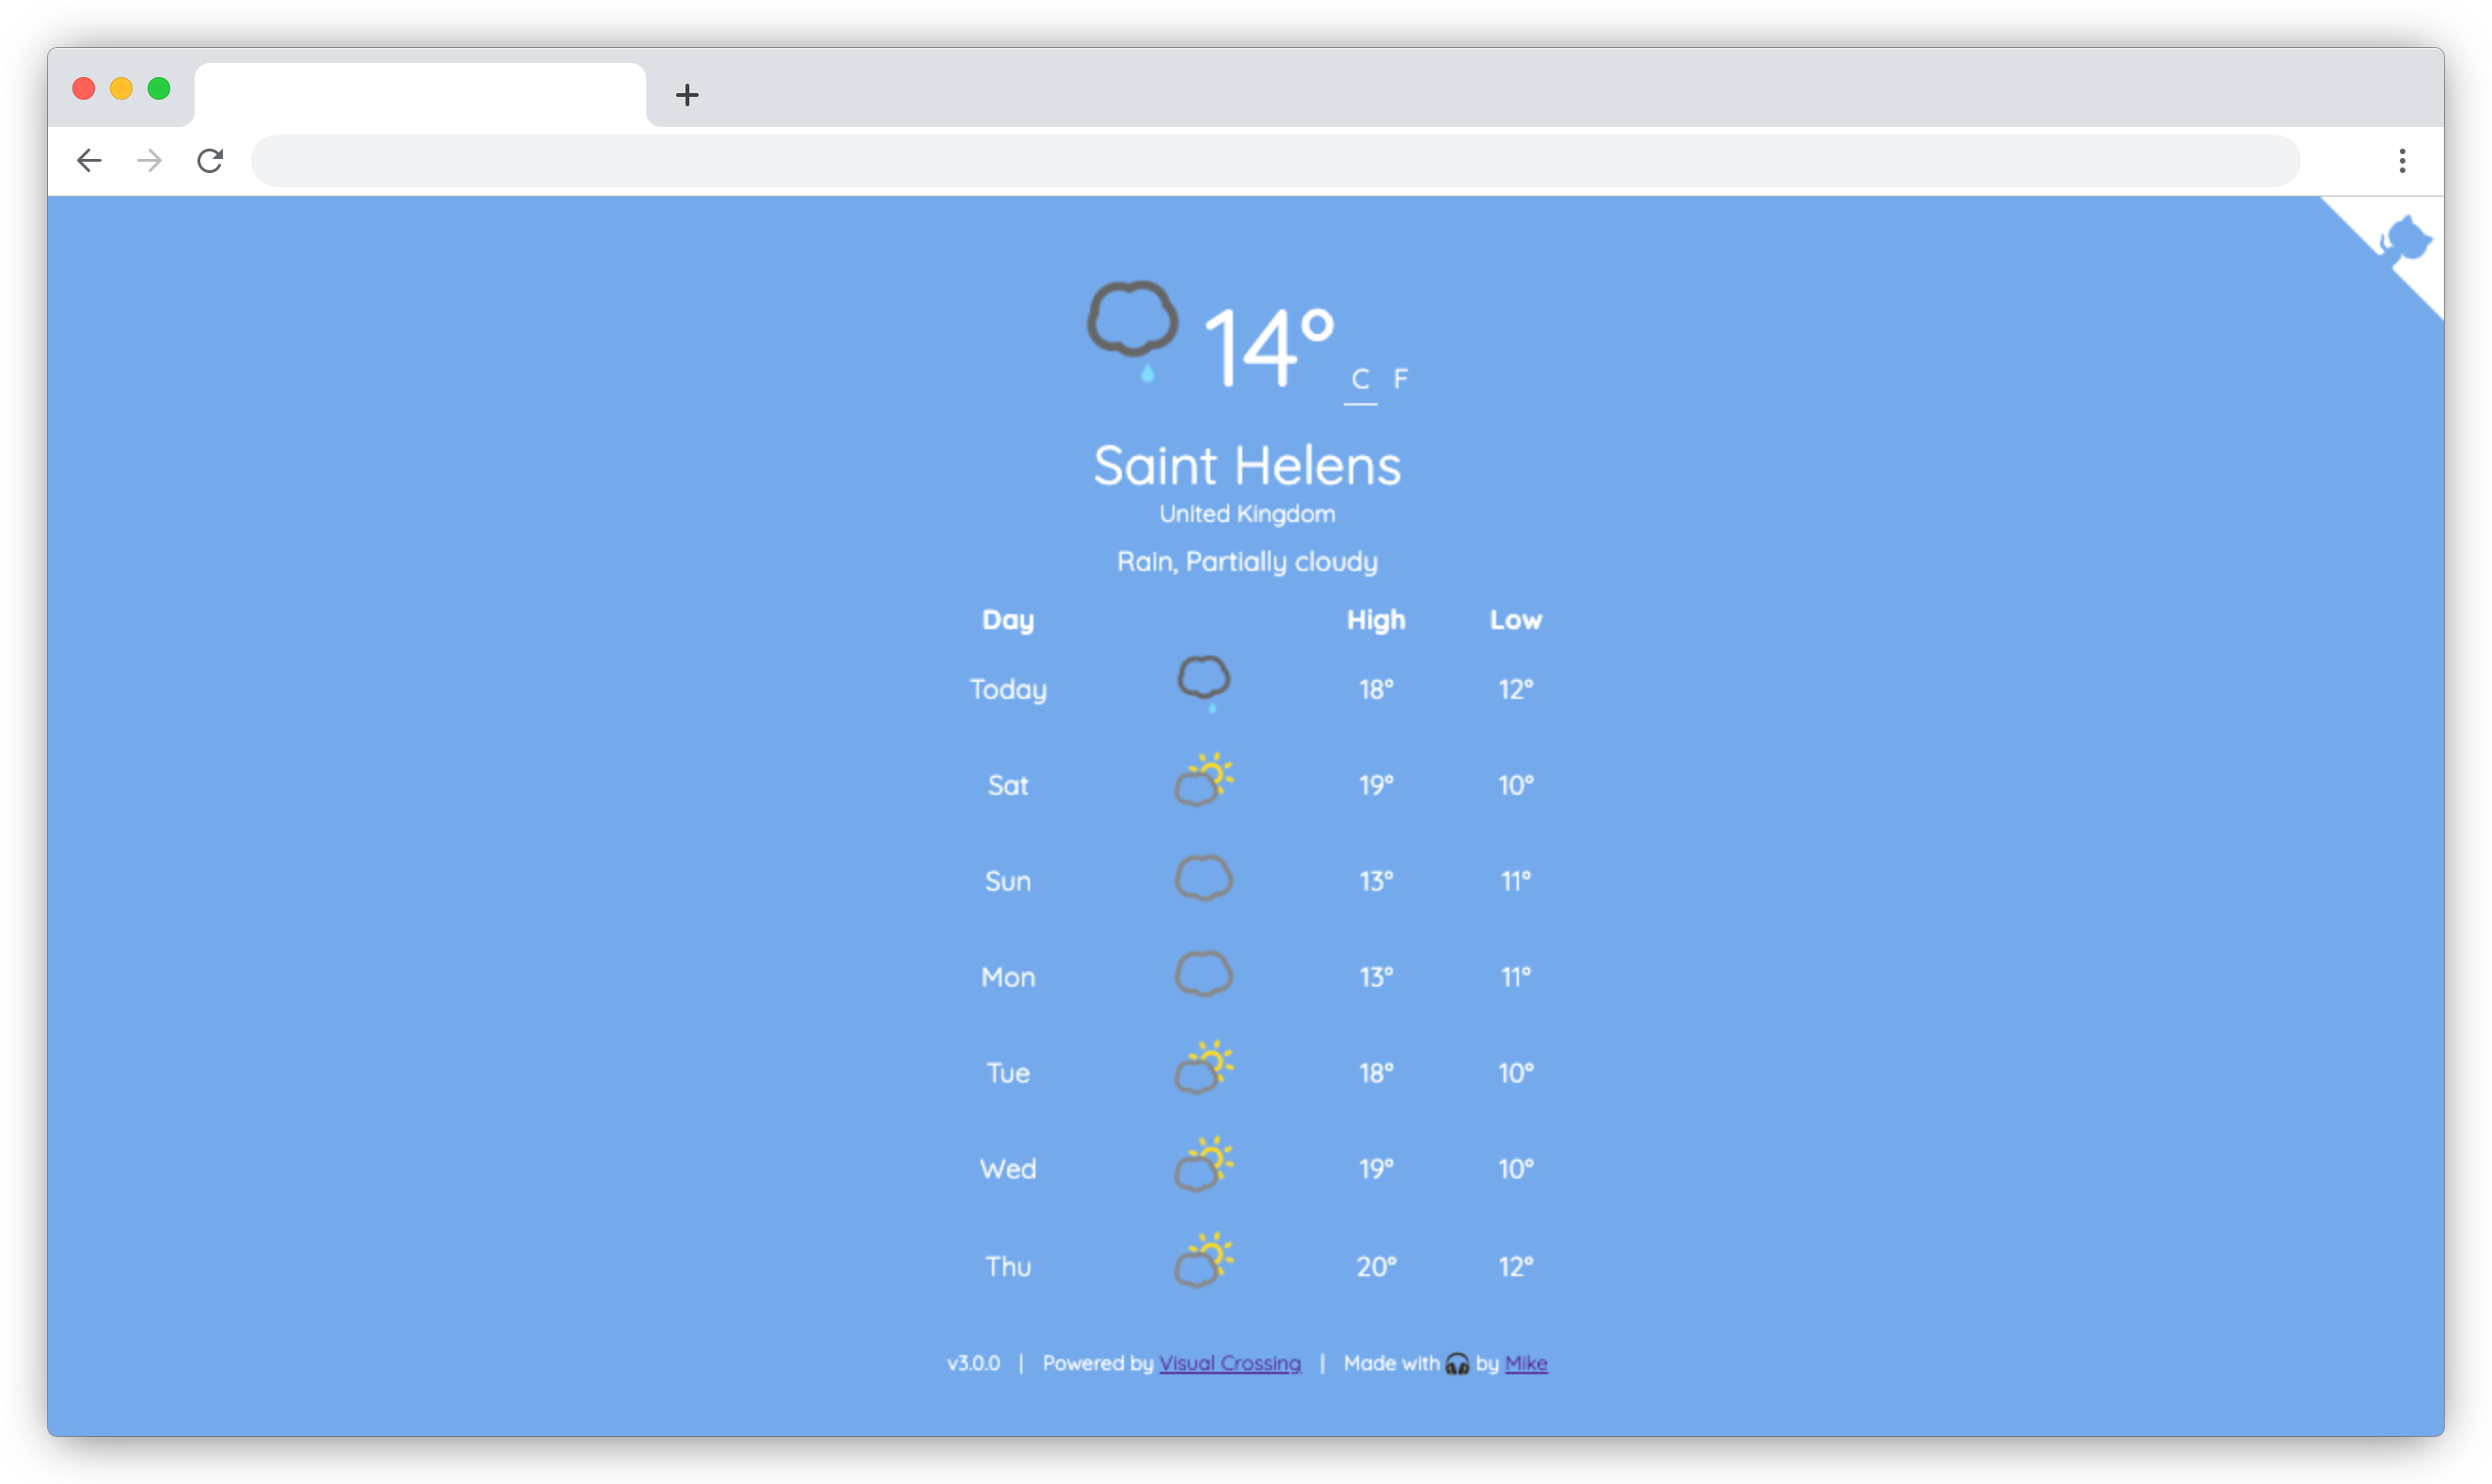 14°
C F
Saint Helens
United Kingdom
Rain, Partially cloudy
Day High Low
Today 18° 12°
Sat 19° 10°
Sun 13° 11°
Mon 13° 11°
Tue 18° 10°
Wed 19° 10°
Thu 20° 12°
v3.0.0 | Powered by Visual Crossing | Made with 🎧 by Mike